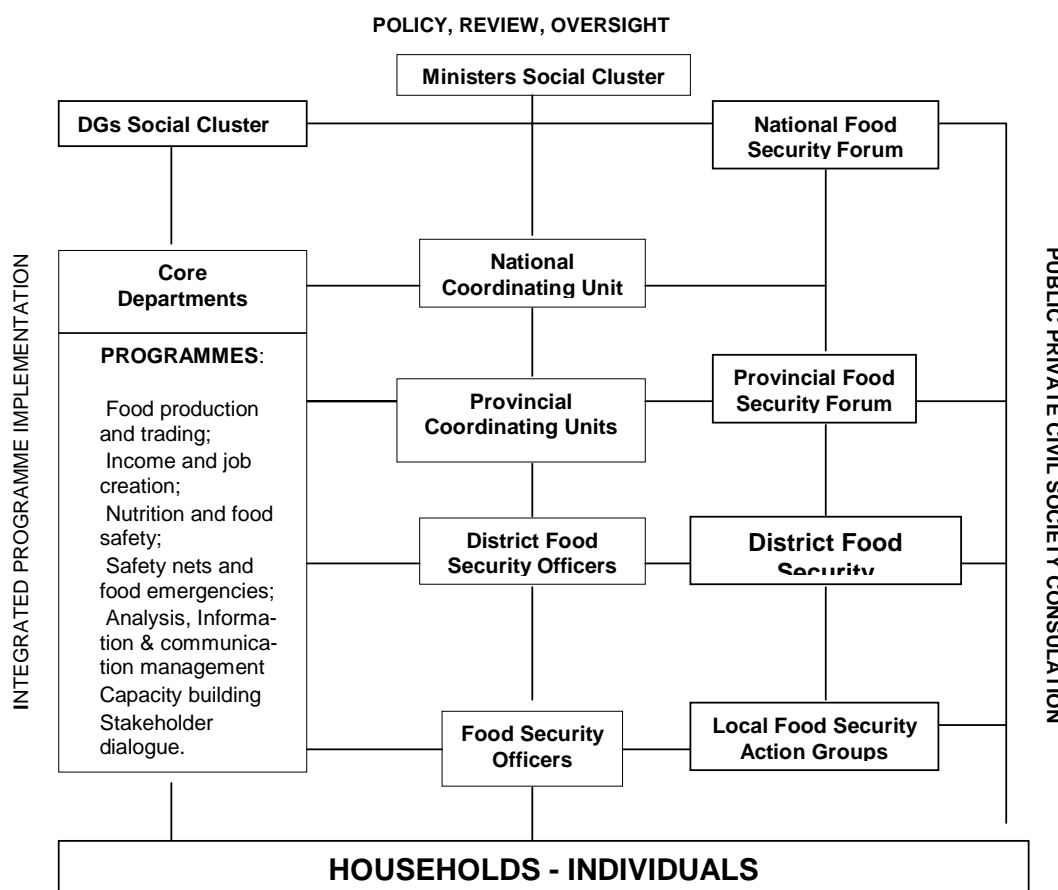 POLICY, REVIEW, OVERSIGHT
Ministers Social Cluster
DGs Social Cluster
National Food
Security Forum
INTEGRATED PROGRAMME IMPLEMENTATION
Core
Departments
National
Coordinating Unit
PROGRAMMES:
Food production
and trading;
Income and job
creation;
Nutrition and food
safety;
Safety nets and
food emergencies;
Analysis, Informa-
tion & communica-
tion management
Capacity building
Stakeholder
dialogue.
Provincial
Coordinating Units
Provincial Food
Security Forum
District Food
Security Officers
District Food
Security
Food Security
Officers
Local Food Security
Action Groups
PUBLIC PRIVATE CIVIL SOCIETY CONSULATION
HOUSEHOLDS - INDIVIDUALS